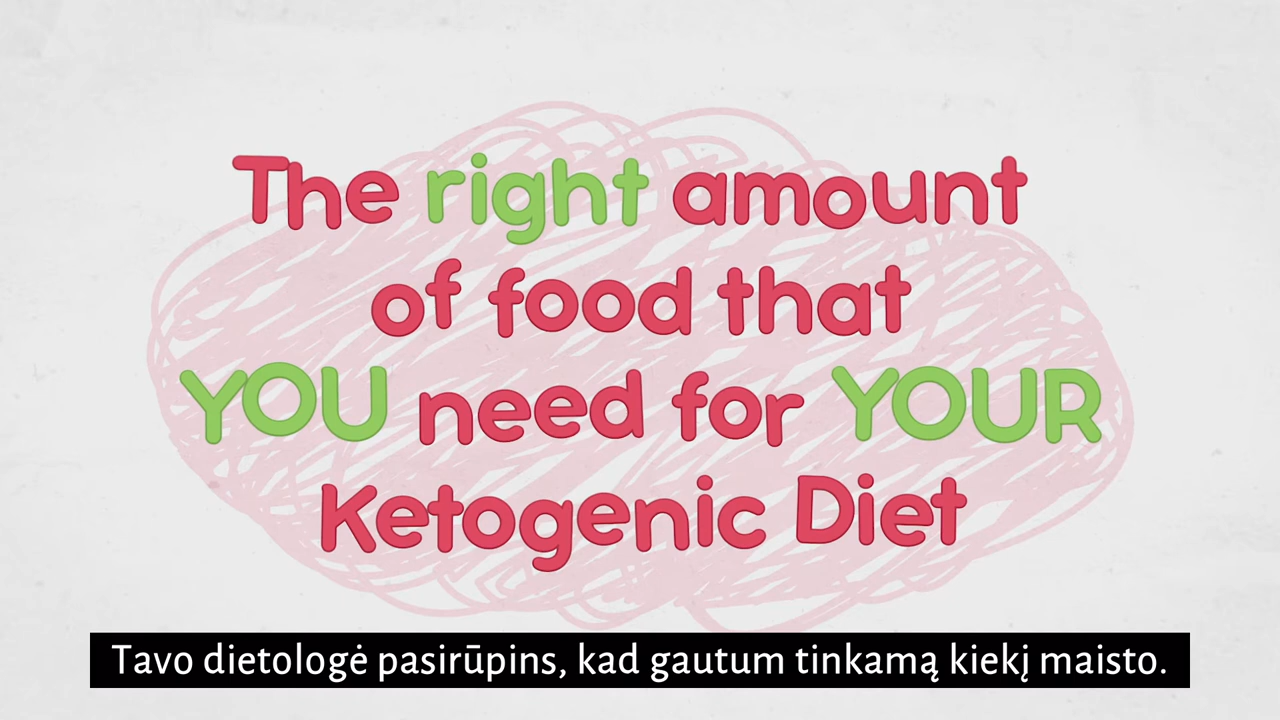 The right amount
of food that
YOU need for YOUR
Ketogenic Diet
Tavo dietologė pasirūpins, kad gautum tinkamą kiekį maisto.